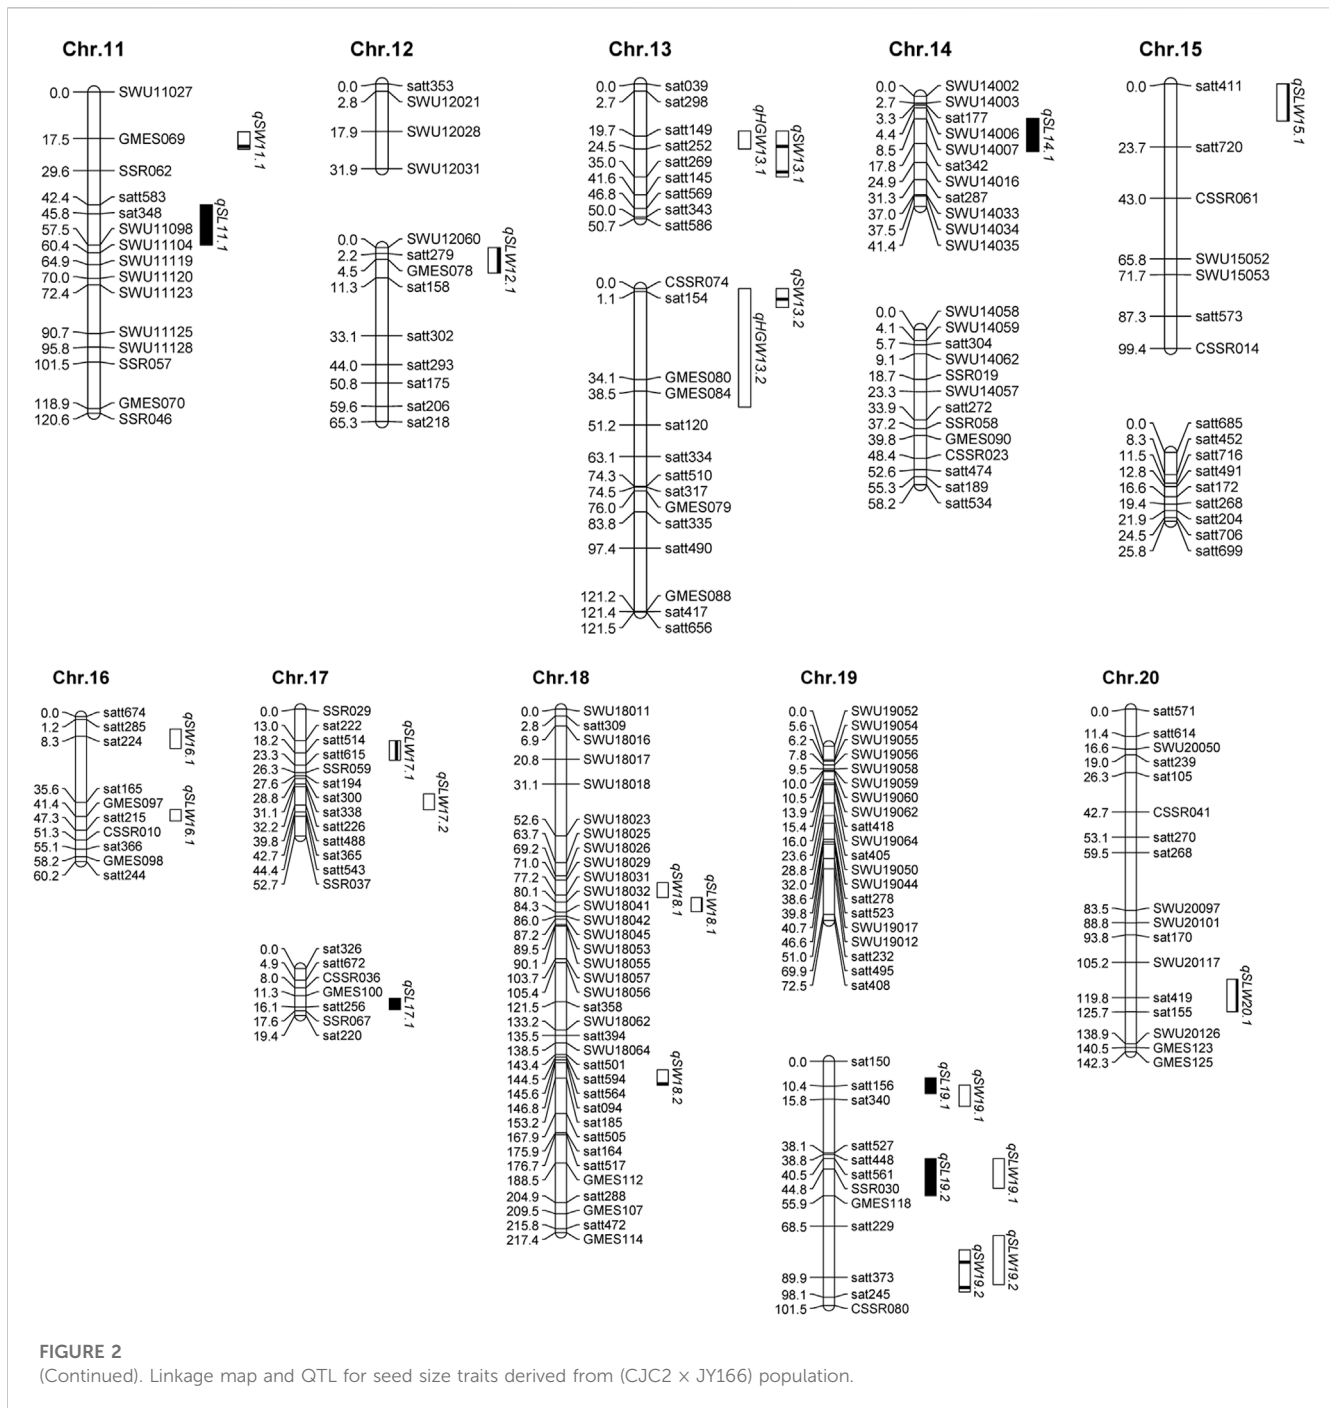 Chr.11
0.0 SWU11027
17.5 GMES069
29.6 SSR062
42.4 satt583
45.8 sat348
57.5 SWU11098
60.4 SWU11104
64.9 SWU11119
70.0 SWU11120
72.4 SWU11123
90.7 SWU11125
95.8 SWU11128
101.5 SSR057
118.9 GMES070
120.6 SSR046
qSW11.1
qSL11.1
Chr.12
0.0 satt353
2.8 SWU12021
17.9 SWU12028
31.9 SWU12031
0.0 SWU12060
2.2 satt279
4.5 GMES078
11.3 sat158
33.1 satt302
44.0 satt293
50.8 sat175
59.6 sat206
65.3 sat218
qSLW12.1
Chr.13
0.0 sat039
2.7 sat298
19.7 satt149
24.5 satt252
35.0 satt269
41.6 satt145
46.8 satt569
50.0 satt343
50.7 satt586
qHGW13.1
qSW13.1
0.0 CSSR074
1.1 sat154
34.1 GMES080
38.5 GMES084
51.2 sat120
63.1 satt334
74.3 satt510
74.5 sat317
76.0 GMES079
83.8 satt335
97.4 satt490
121.2 GMES088
121.4 sat417
121.5 satt656
qHGW13.2
qSW13.2
Chr.14
0.0 SWU14002
2.7 SWU14003
3.3 sat177
4.4 SWU14006
8.5 SWU14007
17.8 sat342
24.9 SWU14016
31.3 sat287
37.0 SWU14033
37.5 SWU14034
41.4 SWU14035
qSL14.1
0.0 SWU14058
4.1 SWU14059
5.7 satt304
9.1 SWU14062
18.7 SSR019
23.3 SWU14057
33.9 satt272
37.2 SSR058
39.8 GMES090
48.4 CSSR023
52.6 satt474
55.3 sat189
58.2 satt534
Chr.15
0.0 satt411
23.7 satt720
43.0 CSSR061
65.8 SWU15052
71.7 SWU15053
87.3 satt573
99.4 CSSR014
qSLW15.1
0.0 satt685
8.3 satt452
11.5 satt716
12.8 satt491
16.6 sat172
19.4 satt268
21.9 satt204
24.5 satt706
25.8 satt699
Chr.16
0.0 satt674
1.2 satt285
8.3 sat224
35.6 sat165
41.4 GMES097
47.3 satt215
51.3 CSSR010
55.1 sat366
58.2 GMES098
60.2 satt244
qSW16.1
qSLW16.1
Chr.17
0.0 SSR029
13.0 sat222
18.2 satt514
23.3 satt615
26.3 SSR059
27.6 sat194
28.8 sat300
31.1 sat338
32.2 satt226
39.8 satt488
42.7 sat365
44.4 satt543
52.7 SSR037
qSLW17.1
qSLW17.2
0.0 sat326
4.9 satt672
8.0 CSSR036
11.3 GMES100
16.1 satt256
17.6 SSR067
19.4 sat220
qSL17.1
Chr.18
0.0 SWU18011
2.8 satt309
6.9 SWU18016
20.8 SWU18017
31.1 SWU18018
52.6 SWU18023
63.7 SWU18025
69.2 SWU18026
71.0 SWU18029
77.2 SWU18031
80.1 SWU18032
84.3 SWU18041
86.0 SWU18042
87.2 SWU18045
89.5 SWU18053
90.1 SWU18055
103.7 SWU18057
105.4 SWU18056
121.5 sat358
133.2 SWU18062
135.5 satt394
138.5 SWU18064
143.4 satt501
144.5 satt594
145.6 satt564
146.8 sat094
153.2 sat185
167.9 satt505
175.9 sat164
176.7 satt517
188.5 GMES112
204.9 satt288
209.5 GMES107
215.8 satt472
217.4 GMES114
qSW18.1
qSLW18.1
qSW18.2
Chr.19
0.0 SWU19052
5.6 SWU19054
6.2 SWU19055
7.8 SWU19056
9.5 SWU19058
10.0 SWU19059
10.5 SWU19060
13.9 SWU19062
15.4 satt418
16.0 SWU19064
23.6 sat405
28.8 SWU19050
32.0 SWU19044
38.6 satt278
39.8 satt523
40.7 SWU19017
46.6 SWU19012
51.0 satt232
69.9 satt495
72.5 sat408
0.0 sat150
10.4 satt156
15.8 sat340
38.1 satt527
38.8 satt448
40.5 satt561
44.8 SSR030
55.9 GMES118
68.5 satt229
89.9 satt373
98.1 sat245
101.5 CSSR080
qSL19.1
qSW19.1
qSL19.2
qSLW19.1
qSW19.2
qSLW19.2
Chr.20
0.0 satt571
11.4 satt614
16.6 SWU20050
19.0 satt239
26.3 sat105
42.7 CSSR041
53.1 satt270
59.5 sat268
83.5 SWU20097
88.8 SWU20101
93.8 sat170
105.2 SWU20117
119.8 sat419
125.7 sat155
138.9 SWU20126
140.5 GMES123
142.3 GMES125
qSLW20.1
FIGURE 2
(Continued). Linkage map and QTL for seed size traits derived from (CJC2 × JY166) population.